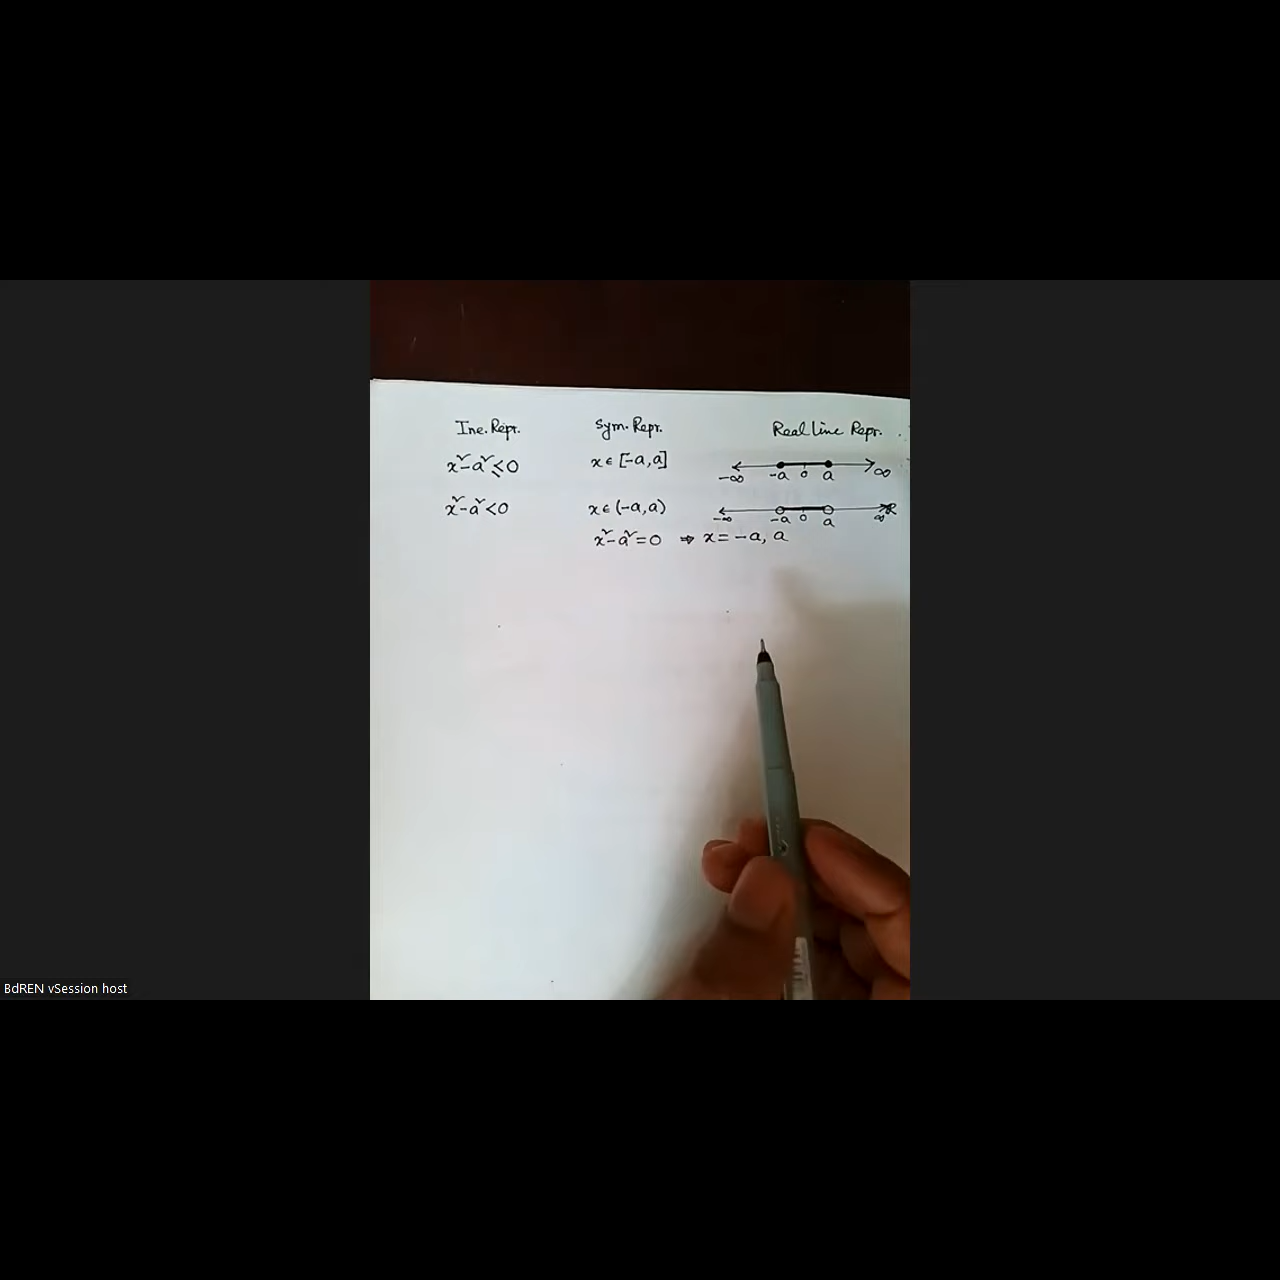 Ine. Repr. Sym. Repr. Real Line Repr.
x²-a² ≤ 0 x ∈ [-a, a] -∞ -a 0 a ∞
x²-a² < 0 x ∈ (-a, a) -∞ -a 0 a ∞
x²-a² = 0 ⇒ x = -a, a
BdREN vSession host